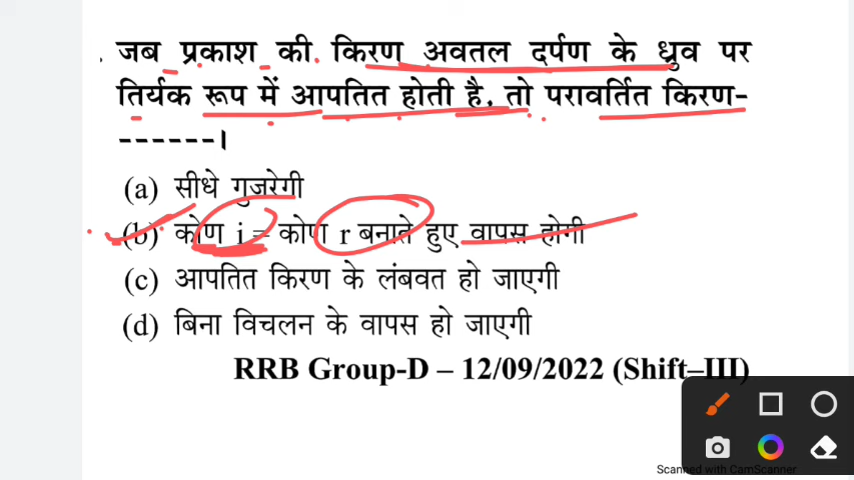 जब प्रकाश की किरण अवतल दर्पण के ध्रुव पर
तिर्यक रूप में आपतित होती है, तो परावर्तित किरण-
------।
(a) सीधे गुजरेगी
(b) कोण i = कोण r बनाते हुए वापस होगी
(c) आपतित किरण के लंबवत हो जाएगी
(d) बिना विचलन के वापस हो जाएगी
RRB Group-D – 12/09/2022 (Shift–III)
Scanned with CamScanner